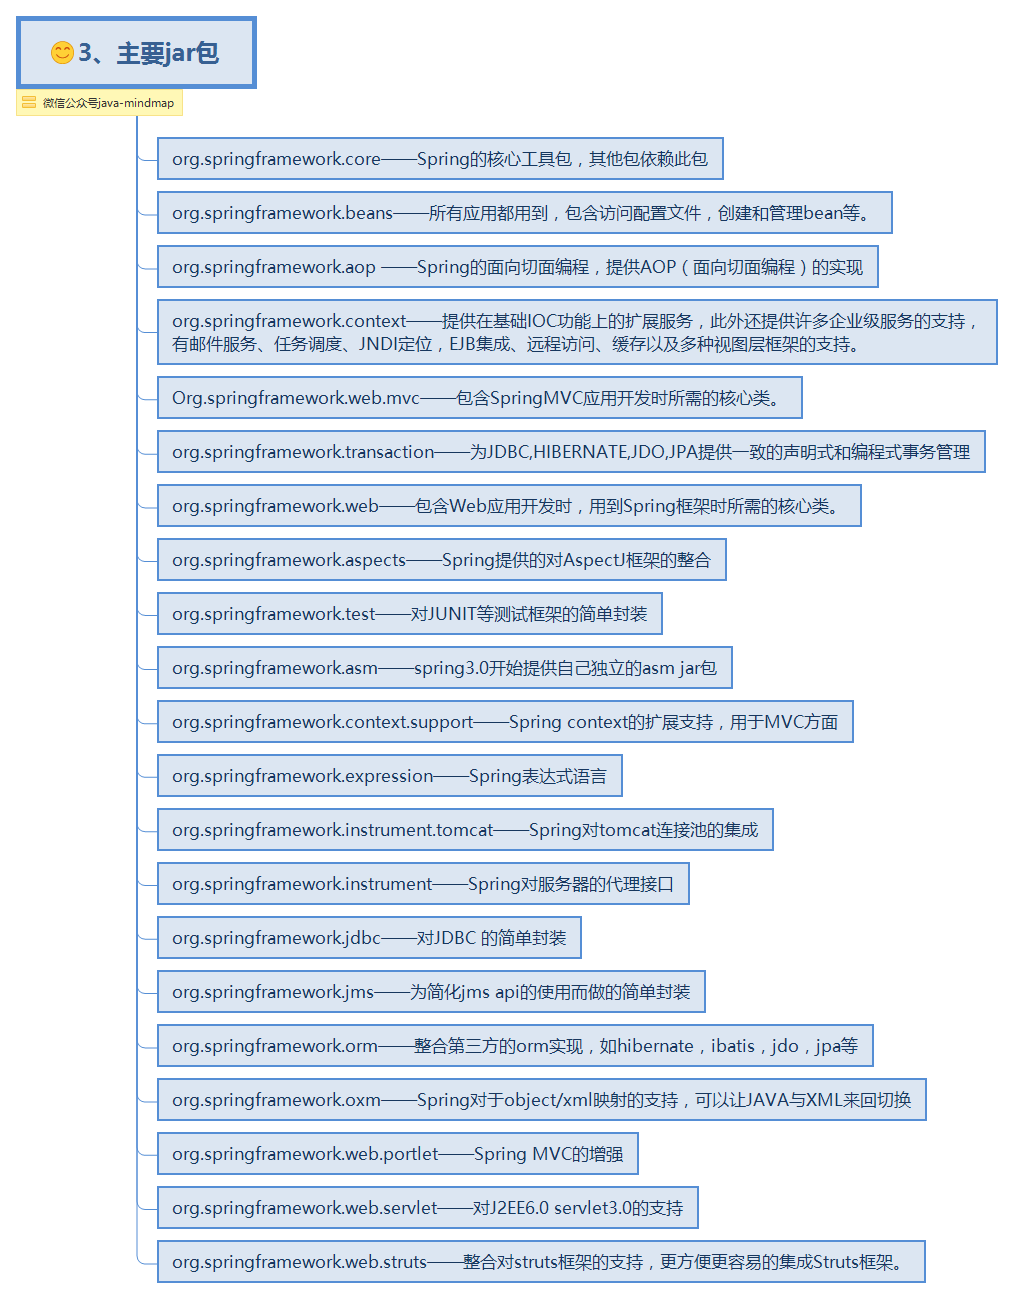 3、主要jar包
微信公众号java-mindmap
org.springframework.core——Spring的核心工具包，其他包依赖此包
org.springframework.beans——所有应用都用到，包含访问配置文件，创建和管理bean等。
org.springframework.aop ——Spring的面向切面编程，提供AOP（面向切面编程）的实现
org.springframework.context——提供在基础IOC功能上的扩展服务，此外还提供许多企业级服务的支持，
有邮件服务、任务调度、JNDI定位，EJB集成、远程访问、缓存以及多种视图层框架的支持。
Org.springframework.web.mvc——包含SpringMVC应用开发时所需的核心类。
org.springframework.transaction——为JDBC,HIBERNATE,JDO,JPA提供一致的声明式和编程式事务管理
org.springframework.web——包含Web应用开发时，用到Spring框架时所需的核心类。
org.springframework.aspects——Spring提供的对AspectJ框架的整合
org.springframework.test——对JUNIT等测试框架的简单封装
org.springframework.asm——spring3.0开始提供自己独立的asm jar包
org.springframework.context.support——Spring context的扩展支持，用于MVC方面
org.springframework.expression——Spring表达式语言
org.springframework.instrument.tomcat——Spring对tomcat连接池的集成
org.springframework.instrument——Spring对服务器的代理接口
org.springframework.jdbc——对JDBC 的简单封装
org.springframework.jms——为简化jms api的使用而做的简单封装
org.springframework.orm——整合第三方的orm实现，如hibernate，ibatis，jdo，jpa等
org.springframework.oxm——Spring对于object/xml映射的支持，可以让JAVA与XML来回切换
org.springframework.web.portlet——Spring MVC的增强
org.springframework.web.servlet——对J2EE6.0 servlet3.0的支持
org.springframework.web.struts——整合对struts框架的支持，更方便更容易的集成Struts框架。